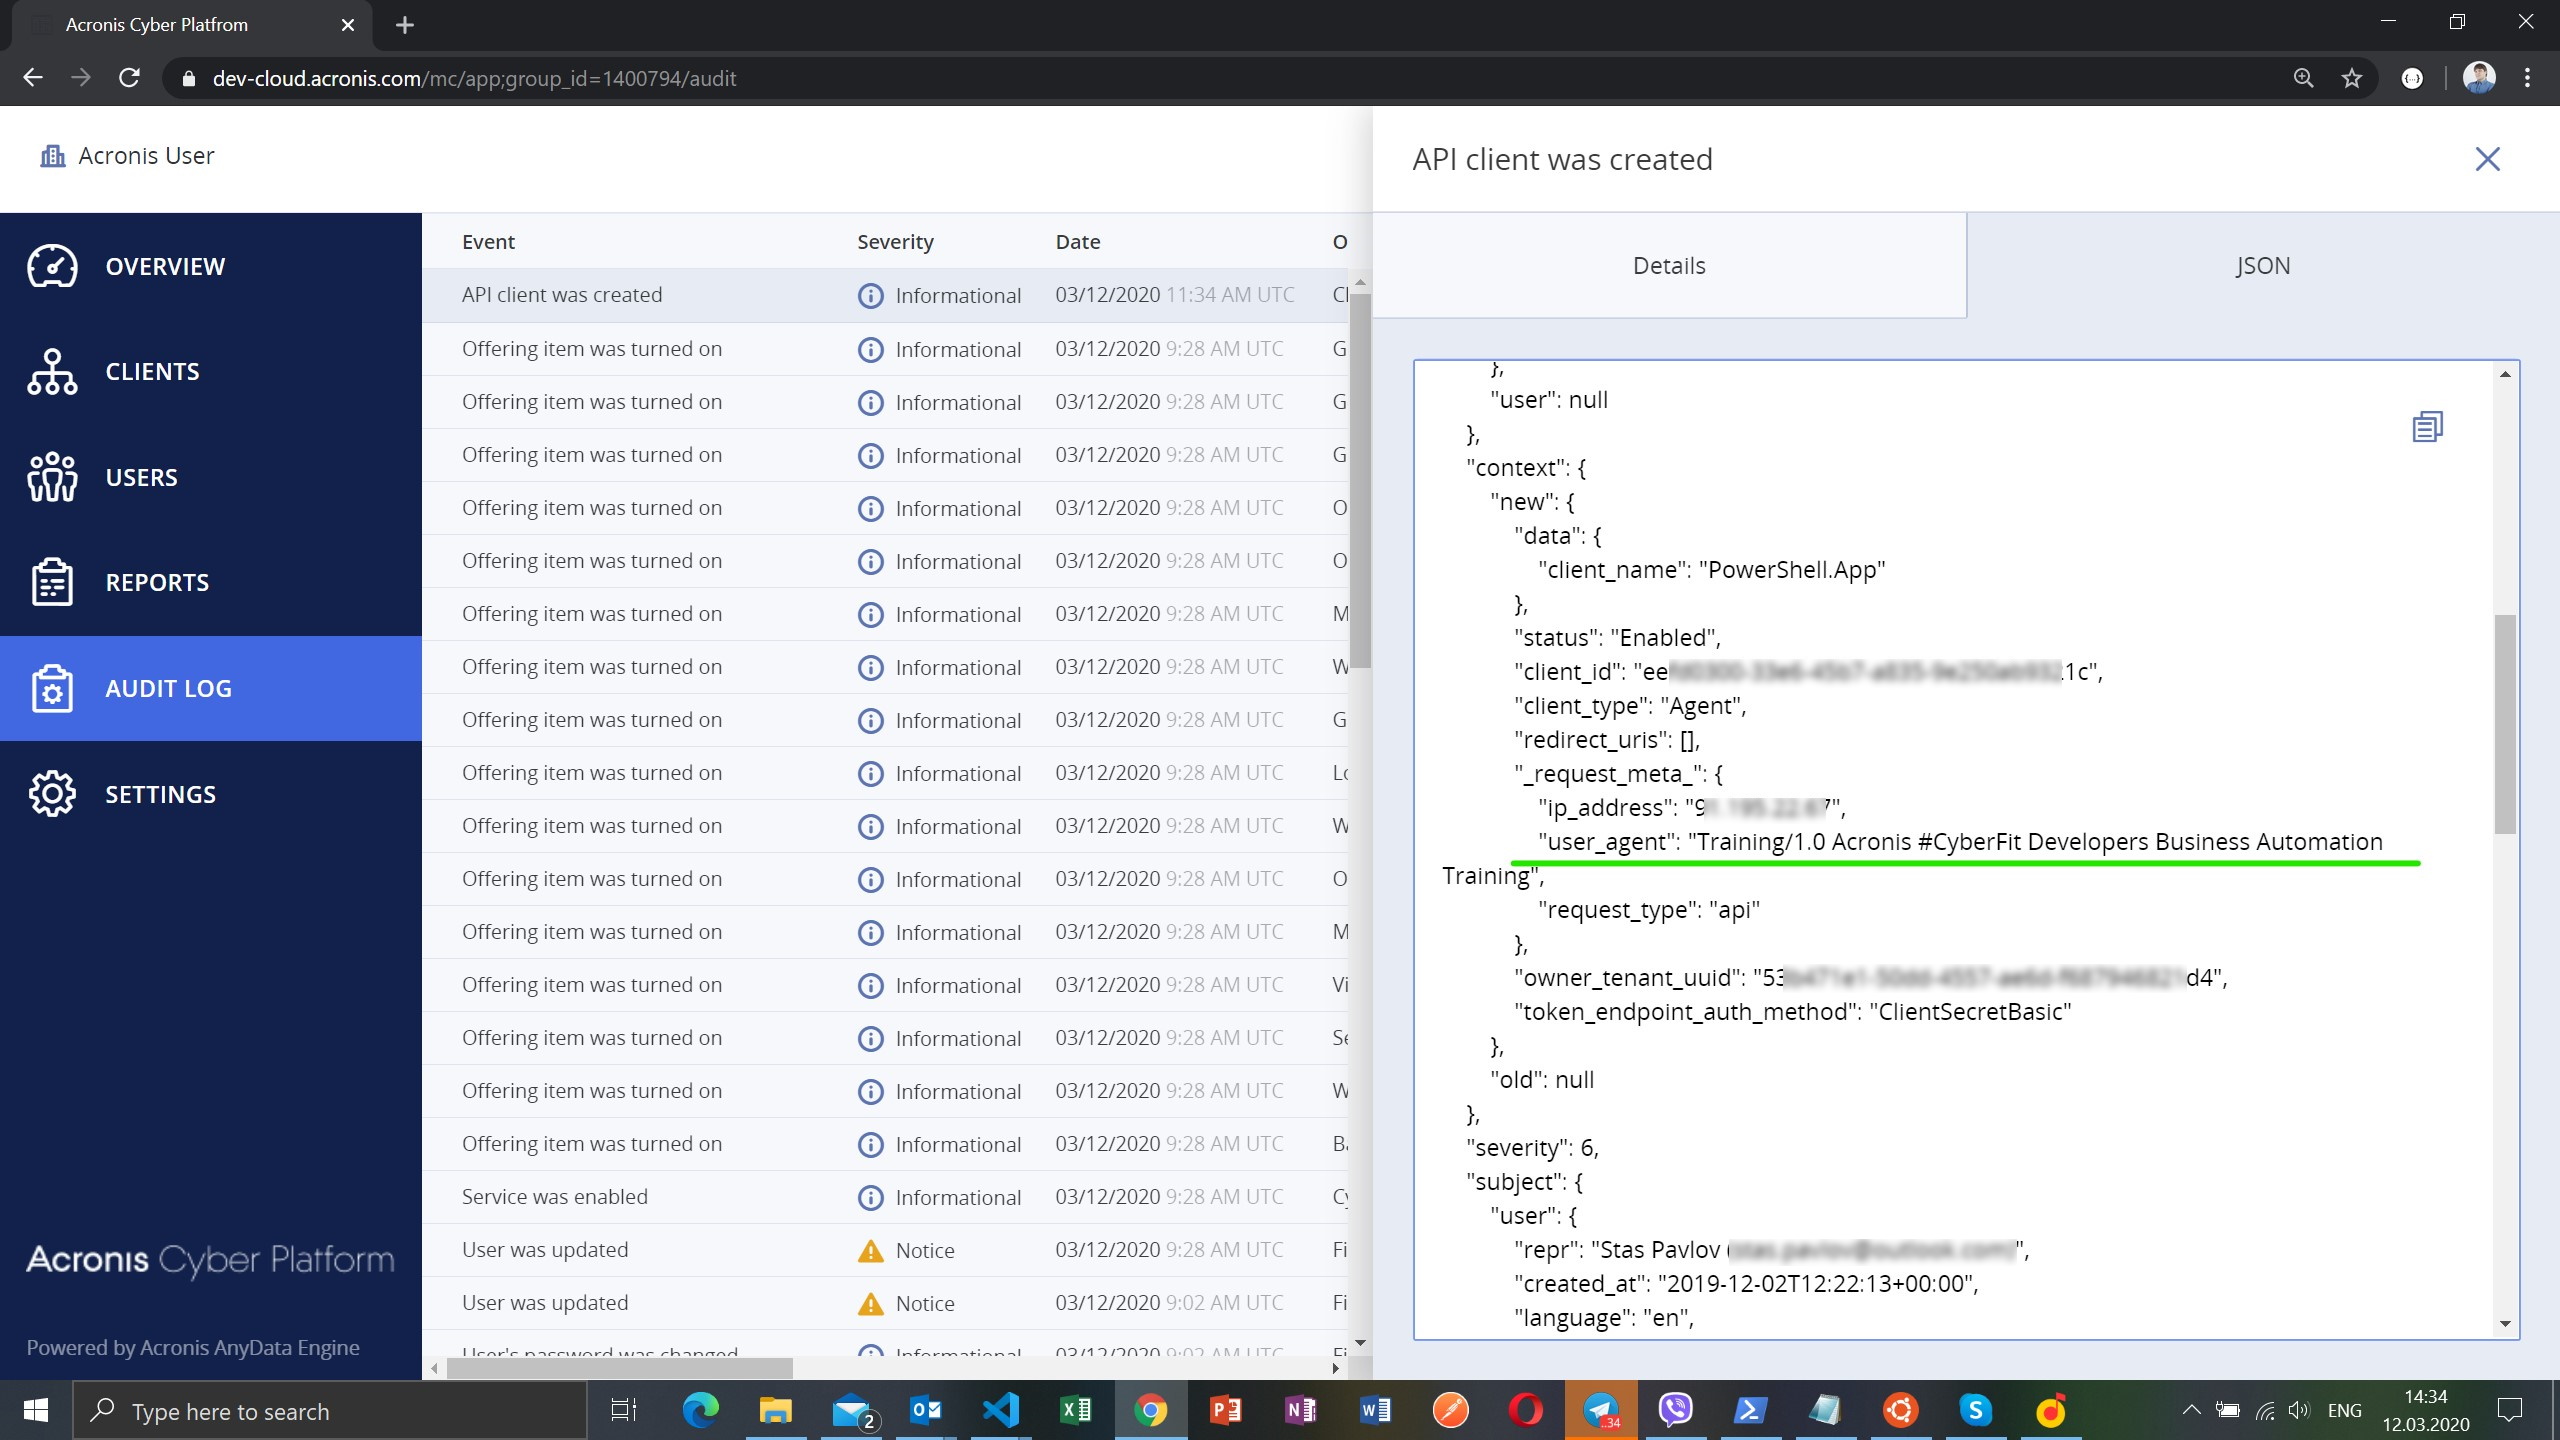 Acronis Cyber Platfrom
dev-cloud.acronis.com/mc/app;group_id=1400794/audit
Acronis User
OVERVIEW
CLIENTS
USERS
REPORTS
AUDIT LOG
SETTINGS
Acronis Cyber Platform
Powered by Acronis AnyData Engine
Event Severity Date O
API client was created Informational 03/12/2020 11:34 AM UTC Cl
Offering item was turned on Informational 03/12/2020 9:28 AM UTC G
Offering item was turned on Informational 03/12/2020 9:28 AM UTC G
Offering item was turned on Informational 03/12/2020 9:28 AM UTC G
Offering item was turned on Informational 03/12/2020 9:28 AM UTC O
Offering item was turned on Informational 03/12/2020 9:28 AM UTC O
Offering item was turned on Informational 03/12/2020 9:28 AM UTC M
Offering item was turned on Informational 03/12/2020 9:28 AM UTC W
Offering item was turned on Informational 03/12/2020 9:28 AM UTC G
Offering item was turned on Informational 03/12/2020 9:28 AM UTC Lo
Offering item was turned on Informational 03/12/2020 9:28 AM UTC W
Offering item was turned on Informational 03/12/2020 9:28 AM UTC O
Offering item was turned on Informational 03/12/2020 9:28 AM UTC M
Offering item was turned on Informational 03/12/2020 9:28 AM UTC Vi
Offering item was turned on Informational 03/12/2020 9:28 AM UTC Se
Offering item was turned on Informational 03/12/2020 9:28 AM UTC W
Offering item was turned on Informational 03/12/2020 9:28 AM UTC Ba
Service was enabled Informational 03/12/2020 9:28 AM UTC Cy
User was updated Notice 03/12/2020 9:28 AM UTC Fi
User was updated Notice 03/12/2020 9:02 AM UTC Fi
User's password was changed Informational 03/12/2020 9:02 AM UTC Fi
API client was created
Details
JSON
},
"user": null
},
"context": {
"new": {
"data": {
"client_name": "PowerShell.App"
},
"status": "Enabled",
"client_id": "ee 1c",
"client_type": "Agent",
"redirect_uris": [],
"_request_meta_": {
"ip_address": "9 7",
"user_agent": "Training/1.0 Acronis #CyberFit Developers Business Automation
Training",
"request_type": "api"
},
"owner_tenant_uuid": "53 d4",
"token_endpoint_auth_method": "ClientSecretBasic"
},
"old": null
},
"severity": 6,
"subject": {
"user": {
"repr": "Stas Pavlov ",
"created_at": "2019-12-02T12:22:13+00:00",
"language": "en",
Type here to search
2
..34
ENG
14:34
12.03.2020